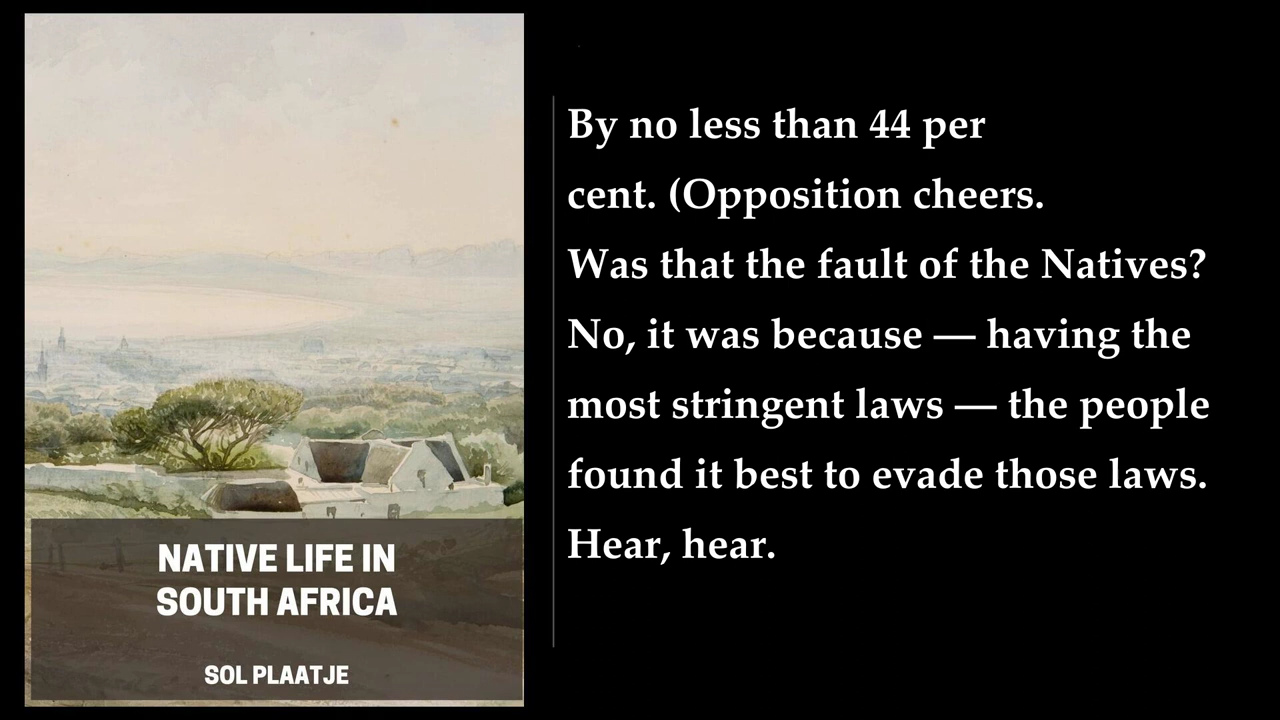 NATIVE LIFE IN
SOUTH AFRICA
SOL PLAATJE
By no less than 44 per
cent. (Opposition cheers.
Was that the fault of the Natives?
No, it was because — having the
most stringent laws — the people
found it best to evade those laws.
Hear, hear.